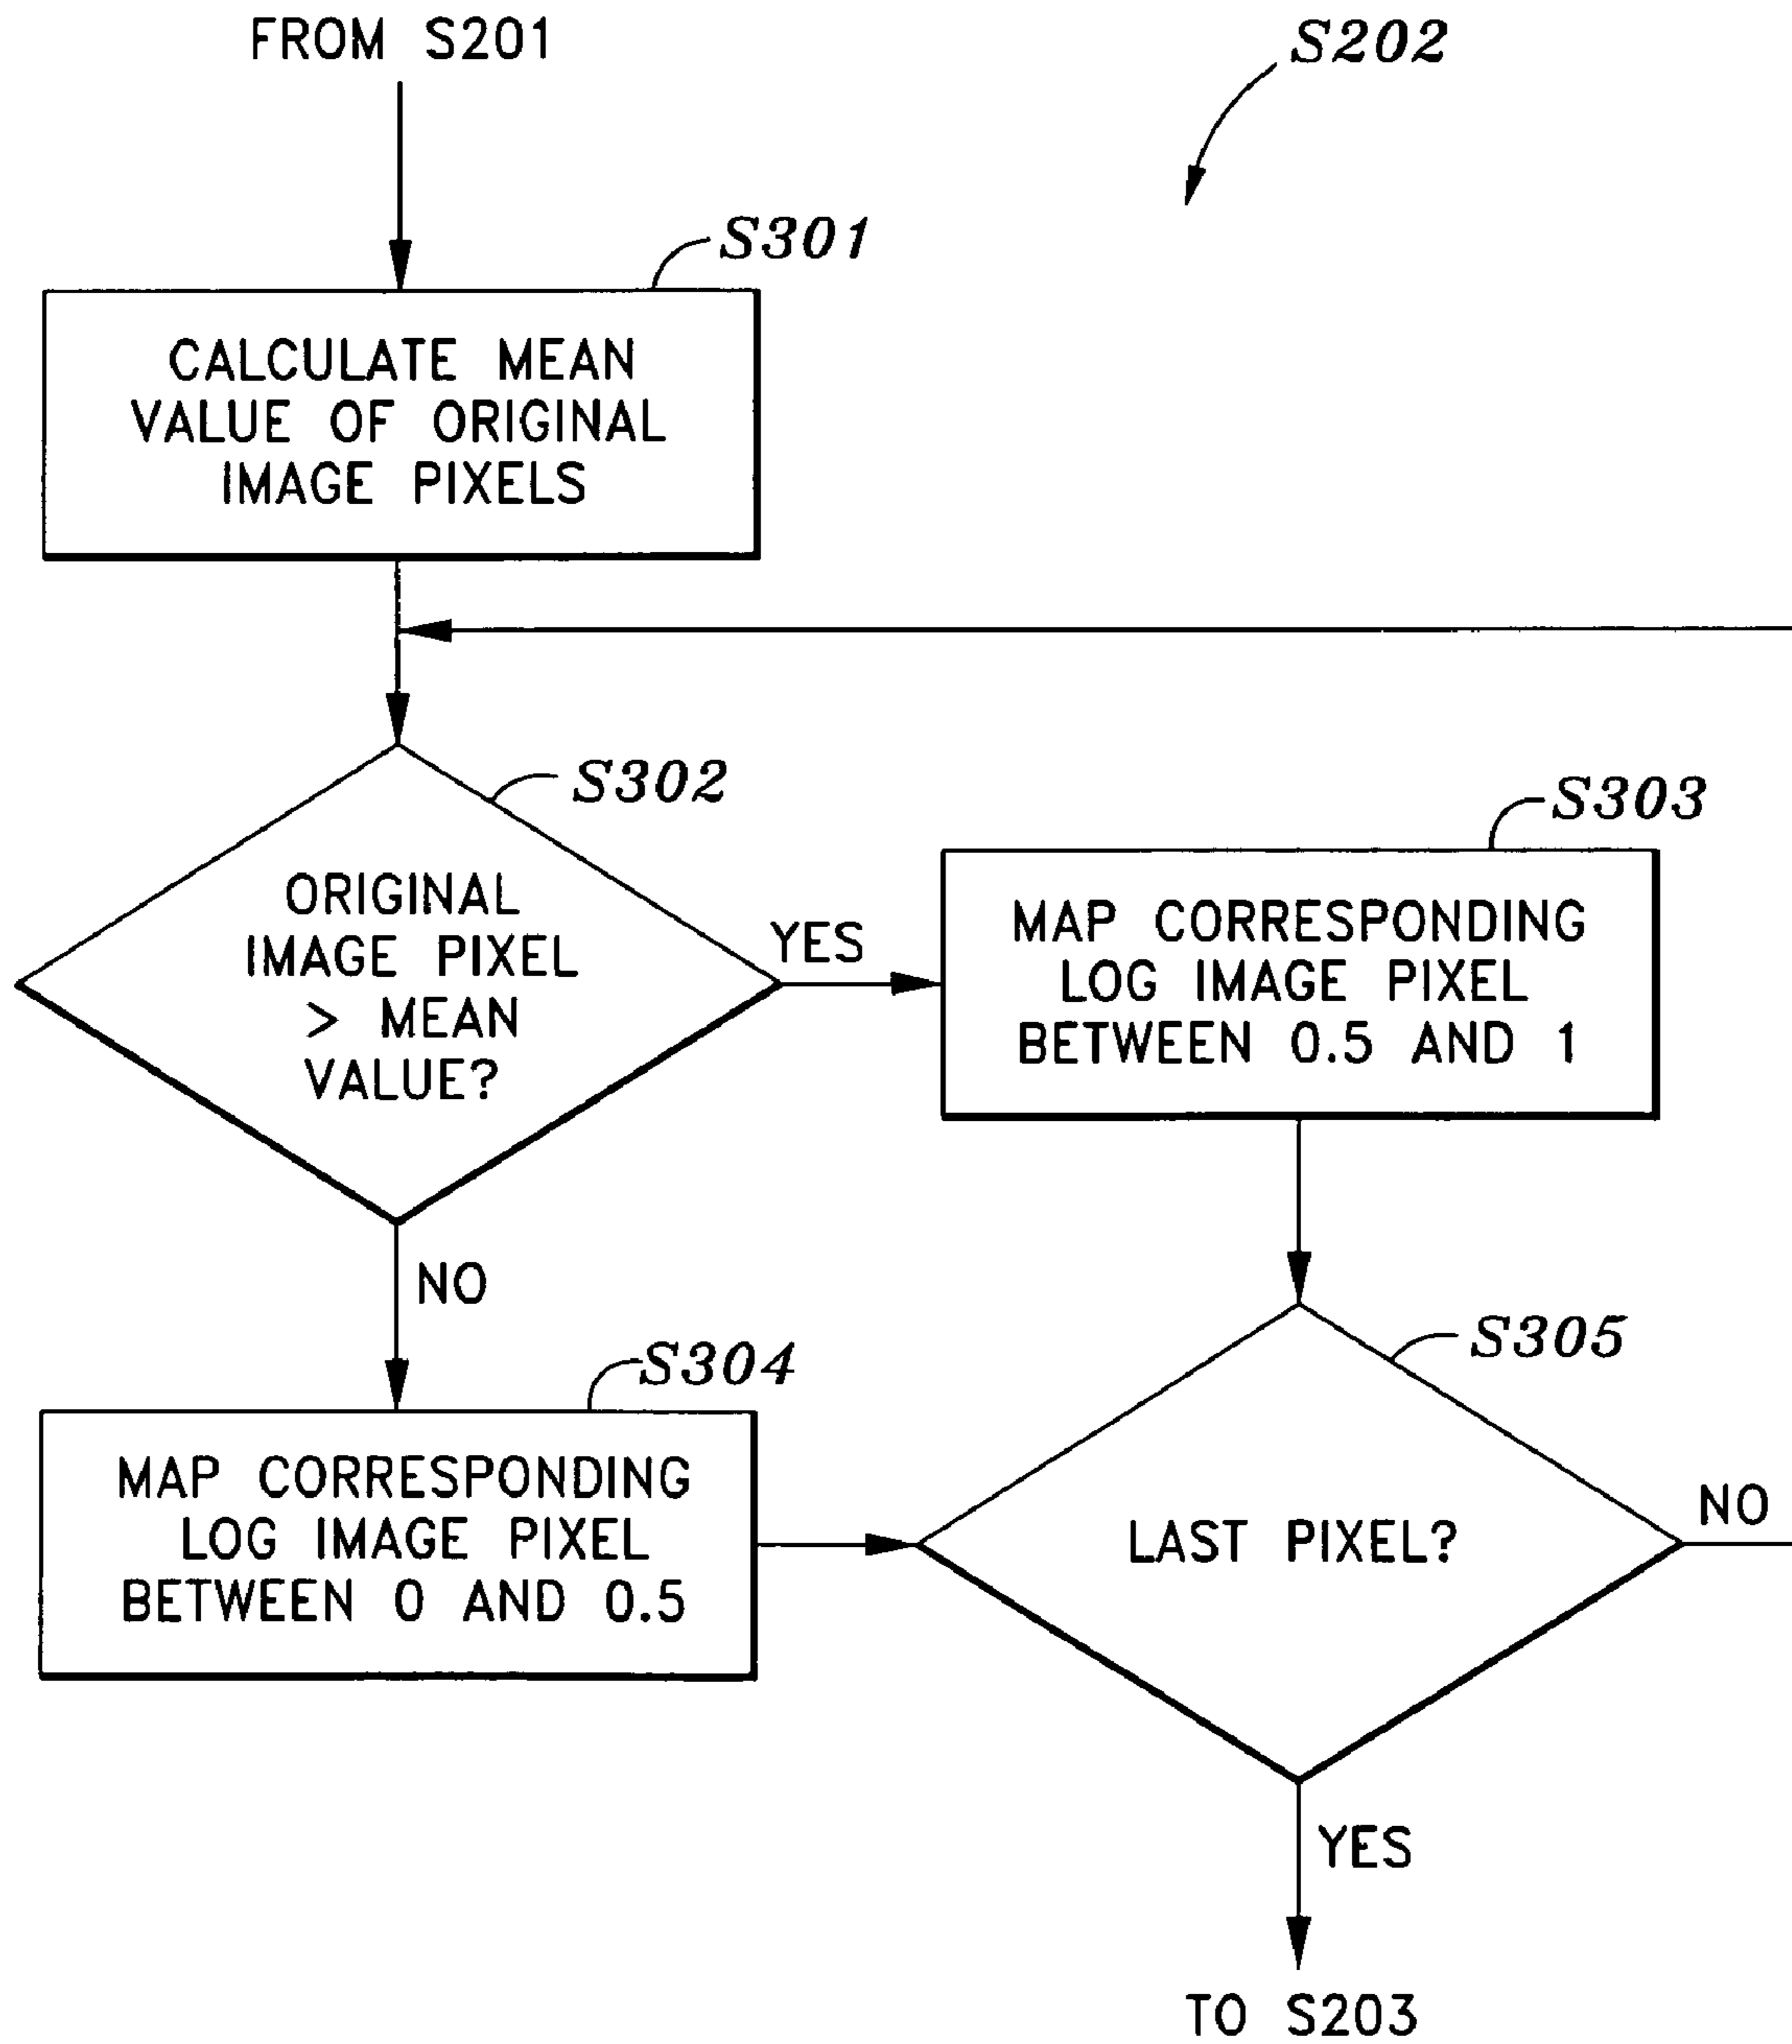 FROM S201
S202
S301
CALCULATE MEAN
VALUE OF ORIGINAL
IMAGE PIXELS
S302
ORIGINAL
IMAGE PIXEL
> MEAN
VALUE?
YES
S303
MAP CORRESPONDING
LOG IMAGE PIXEL
BETWEEN 0.5 AND 1
NO
S304
MAP CORRESPONDING
LOG IMAGE PIXEL
BETWEEN 0 AND 0.5
S305
LAST PIXEL?
NO
YES
TO S203